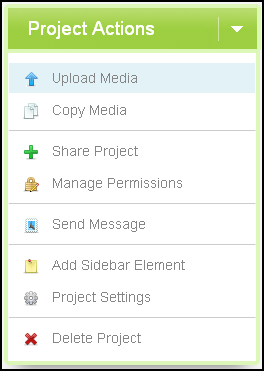 Project Actions
Upload Media
Copy Media
Share Project
Manage Permissions
Send Message
Add Sidebar Element
Project Settings
Delete Project